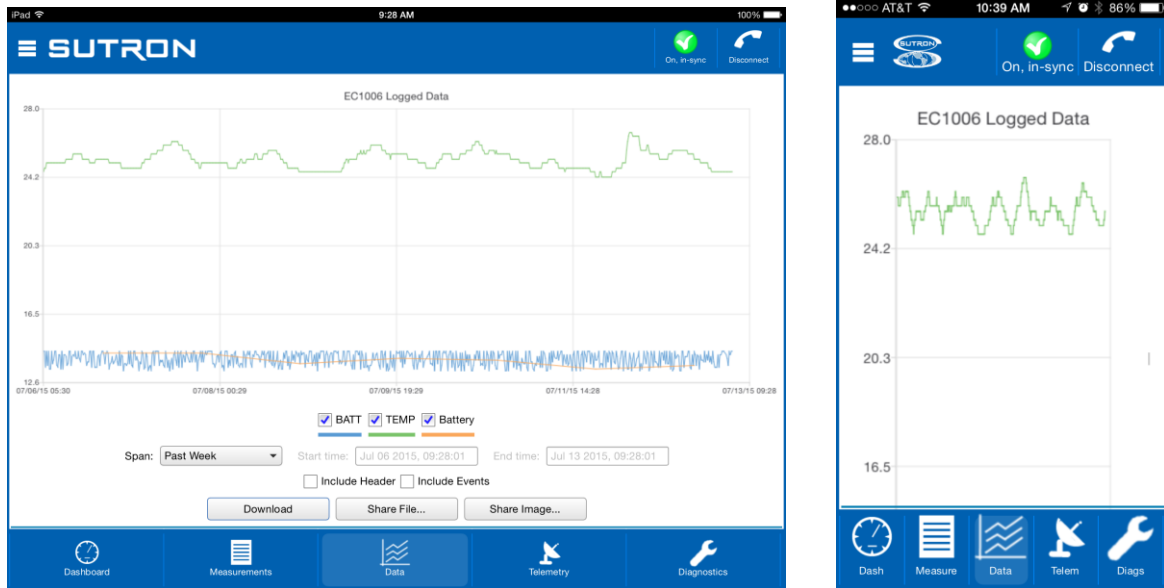 iPad 9:28 AM 100%
SUTRON On, in-sync Disconnect
EC1006 Logged Data
28.0
24.2
20.3
16.5
12.6
07/06/15 05:30 07/08/15 00:29 07/09/15 19:29 07/11/15 14:28 07/13/15 09:28
BATT TEMP Battery
Span: Past Week Start time: Jul 06 2015, 09:28:01 End time: Jul 13 2015, 09:28:01
Include Header Include Events
Download Share File... Share Image...
Dashboard Measurements Data Telemetry Diagnostics
AT&T 10:39 AM 86%
SUTRON On, in-sync Disconnect
EC1006 Logged Data
28.0
24.2
20.3
16.5
Dash Measure Data Telem Diags